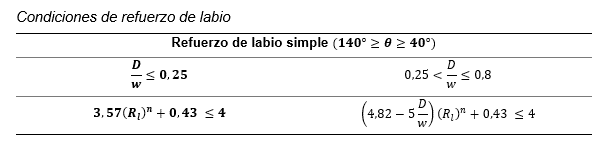 Condiciones de refuerzo de labio
Refuerzo de labio simple (140° ≥ θ ≥ 40°)
D/w ≤ 0,25    0,25 < D/w ≤ 0,8
3,57(R_l)^n + 0,43 ≤ 4    (4,82 − 5 D/w)(R_l)^n + 0,43 ≤ 4